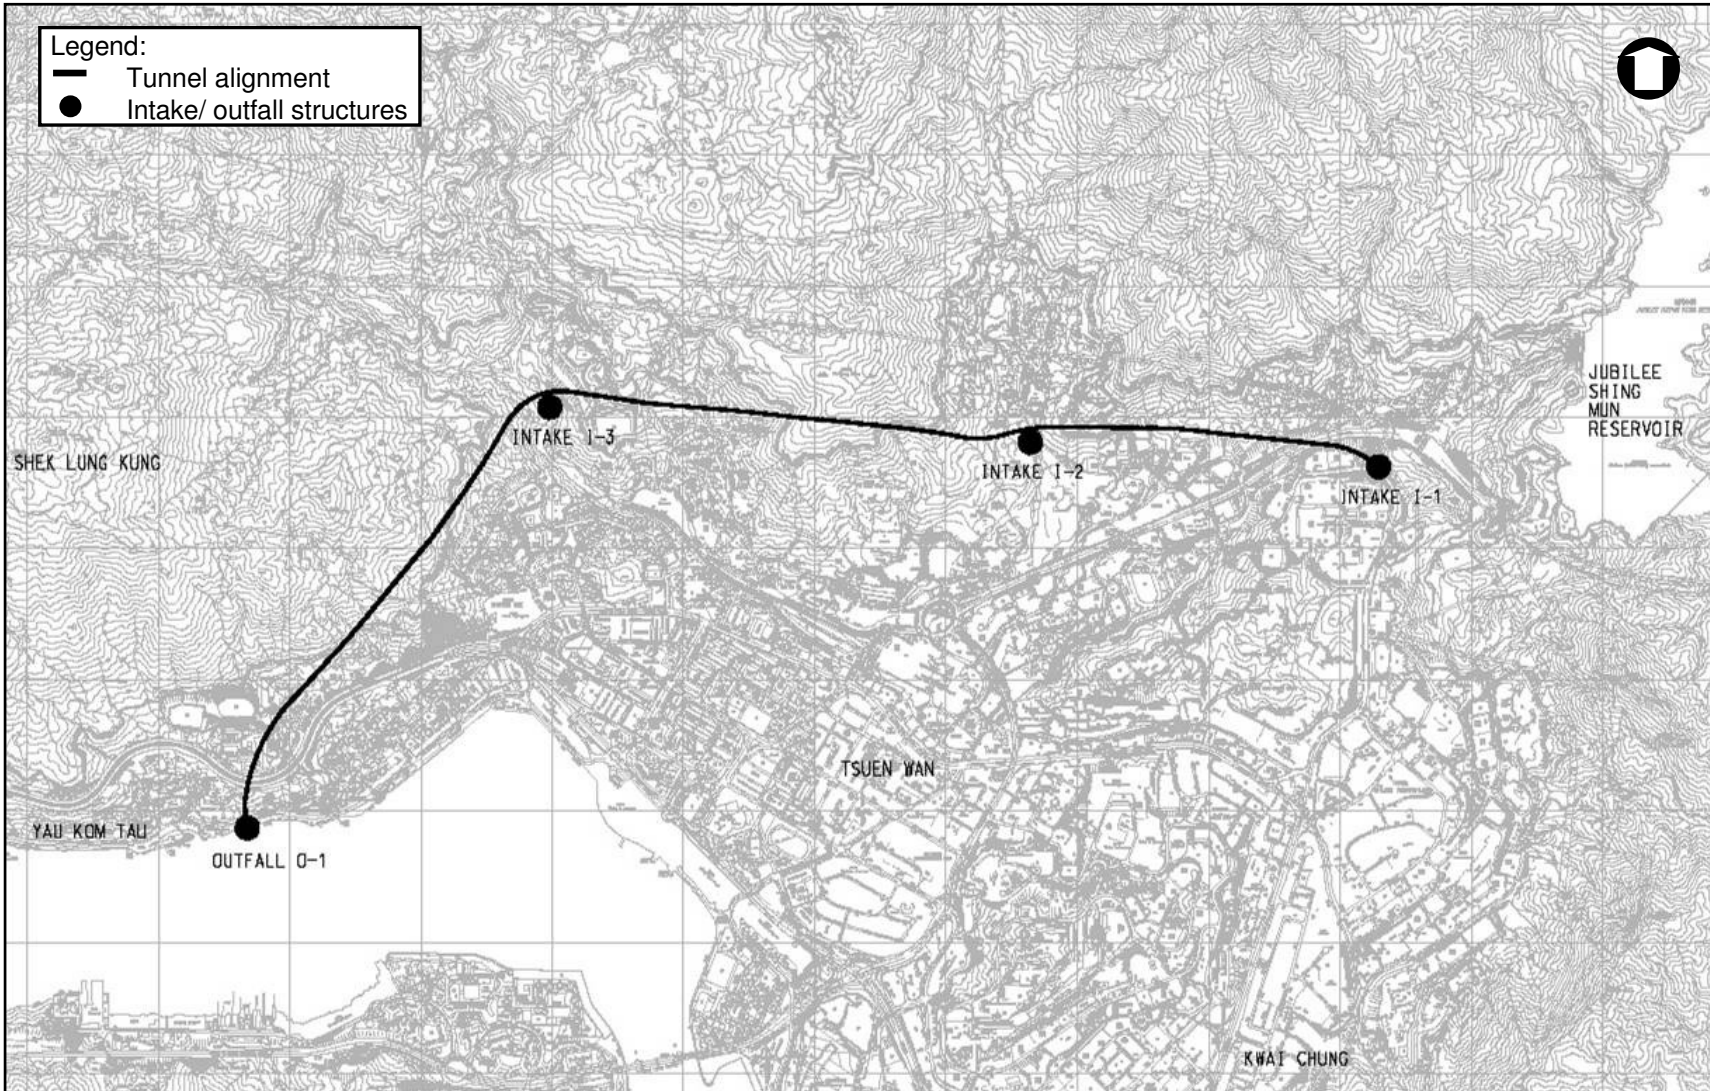 Legend:
Tunnel alignment
Intake/ outfall structures
JUBILEE
SHING
MUN
RESERVOIR
INTAKE I-3
SHEK LUNG KUNG
INTAKE I-2
INTAKE I-1
TSUEN WAN
YAU KOM TAU
OUTFALL O-1
KWAI CHUNG